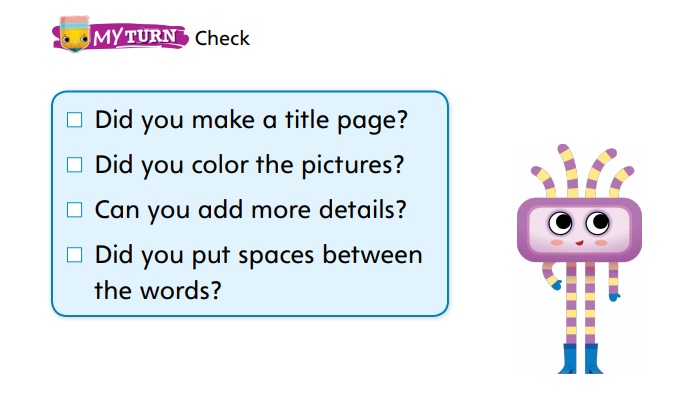 MY TURN Check
Did you make a title page?
Did you color the pictures?
Can you add more details?
Did you put spaces between
the words?